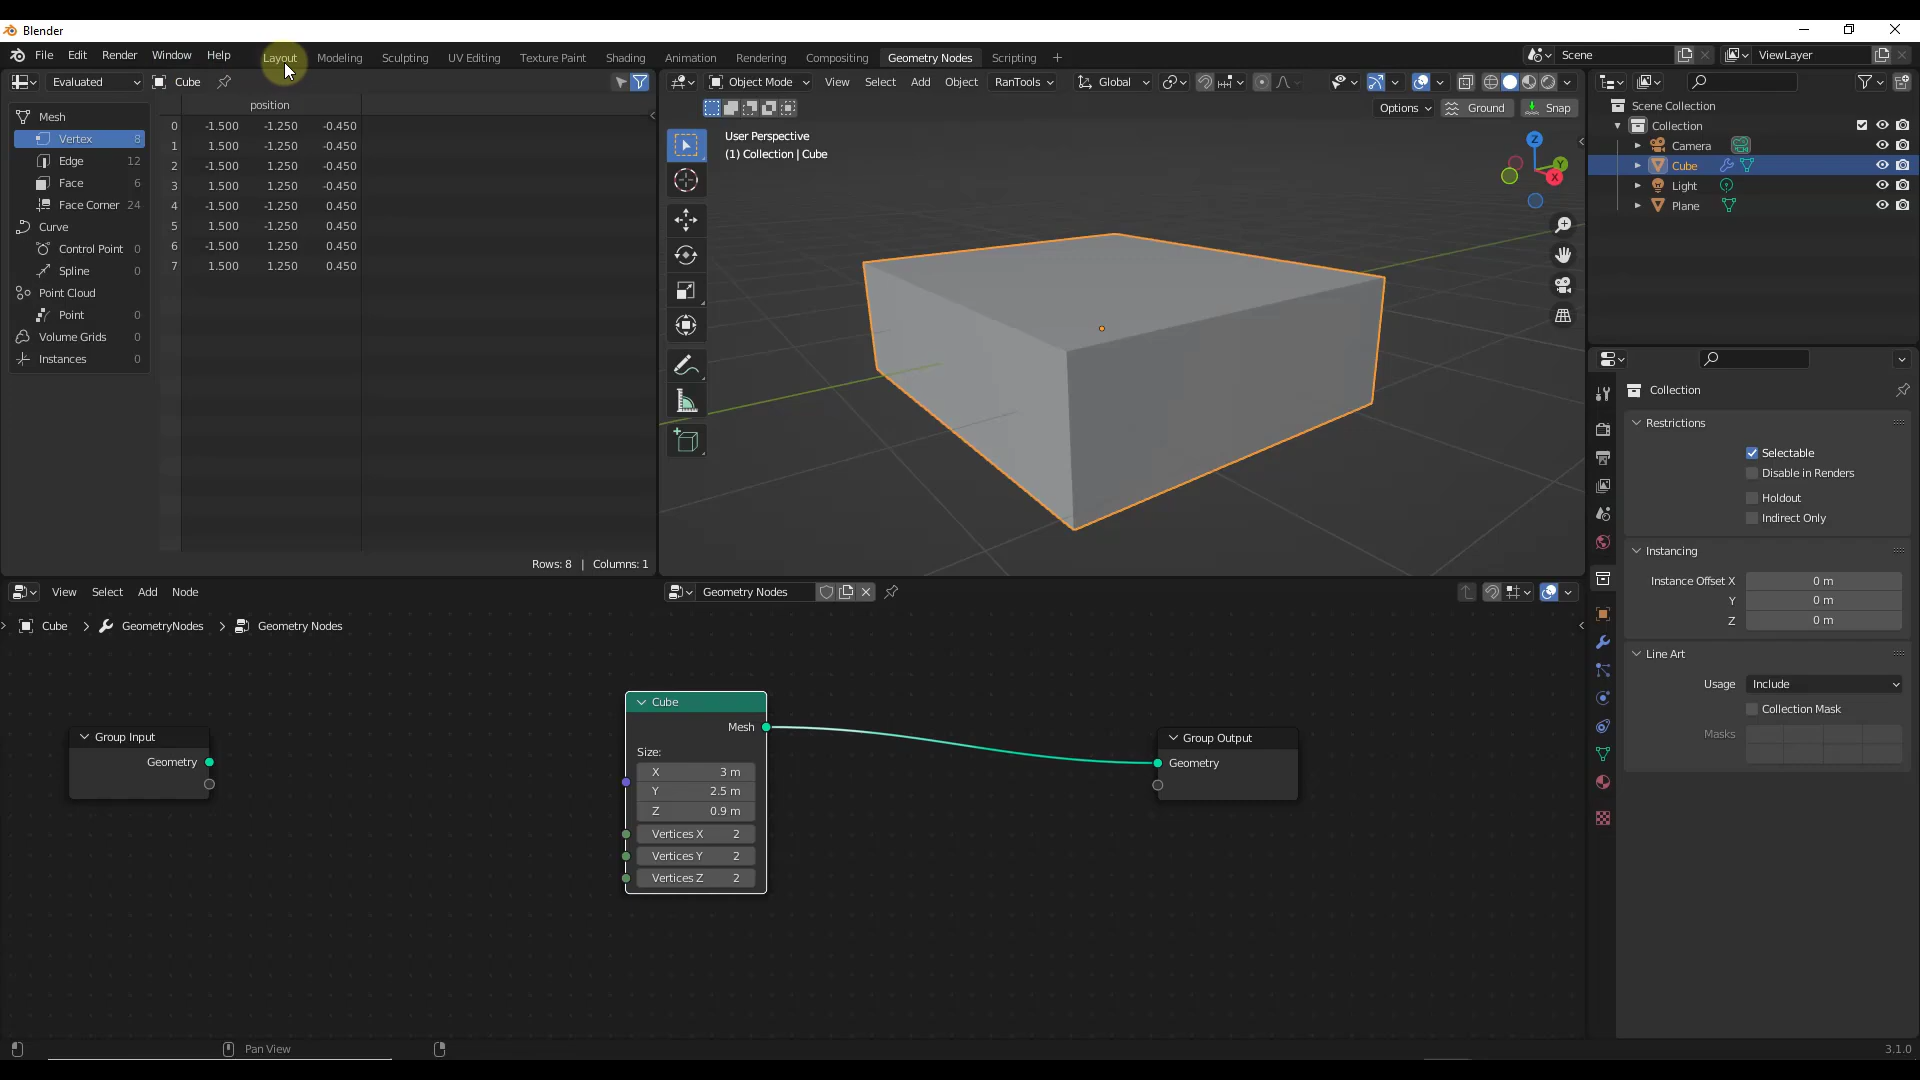 Blender
File Edit Render Window Help Layout Modeling Sculpting UV Editing Texture Paint Shading Animation Rendering Compositing Geometry Nodes Scripting + Scene ViewLayer
Evaluated Cube
Object Mode View Select Add Object RanTools Global
Options Ground Snap
position
0 -1.500 -1.250 -0.450
1 1.500 -1.250 -0.450
2 -1.500 1.250 -0.450
3 1.500 1.250 -0.450
4 -1.500 -1.250 0.450
5 1.500 -1.250 0.450
6 -1.500 1.250 0.450
7 1.500 1.250 0.450
Mesh
Vertex 8
Edge 12
Face 6
Face Corner 24
Curve
Control Point 0
Spline 0
Point Cloud
Point 0
Volume Grids 0
Instances 0
Rows: 8 | Columns: 1
User Perspective
(1) Collection | Cube
Z
Y
X
Scene Collection
Collection
Camera
Cube
Light
Plane
Collection
Restrictions
Selectable
Disable in Renders
Holdout
Indirect Only
Instancing
Instance Offset X 0 m
Y 0 m
Z 0 m
Line Art
Usage Include
Collection Mask
Masks
View Select Add Node Geometry Nodes
Cube > GeometryNodes > Geometry Nodes
Group Input
Geometry
Cube
Mesh
Size:
X 3 m
Y 2.5 m
Z 0.9 m
Vertices X 2
Vertices Y 2
Vertices Z 2
Group Output
Geometry
Pan View
3.1.0